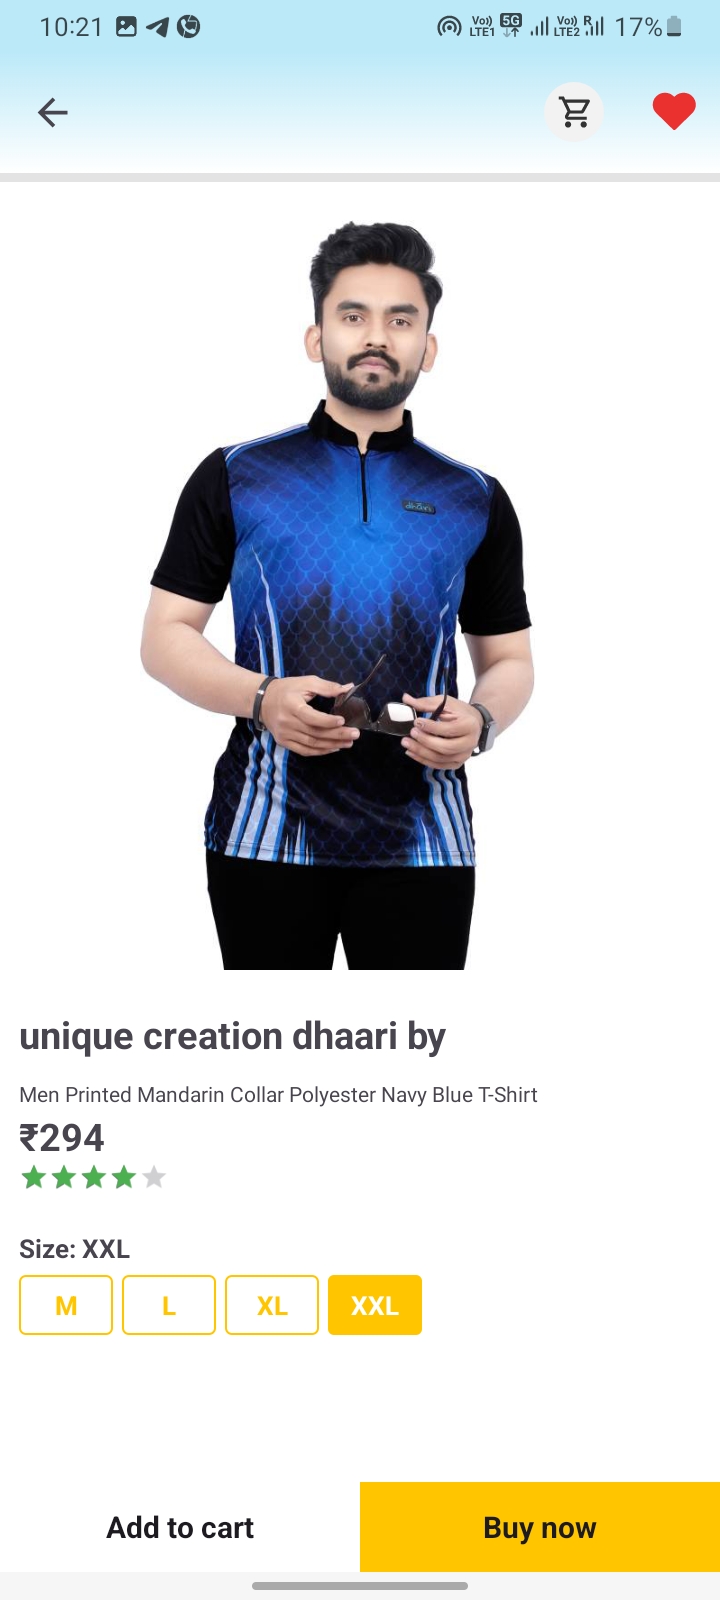 10:21
Vo)) LTE1 5G Vo)) LTE2 R 17%
unique creation dhaari by
Men Printed Mandarin Collar Polyester Navy Blue T-Shirt
₹294
Size: XXL
M L XL XXL
Add to cart Buy now